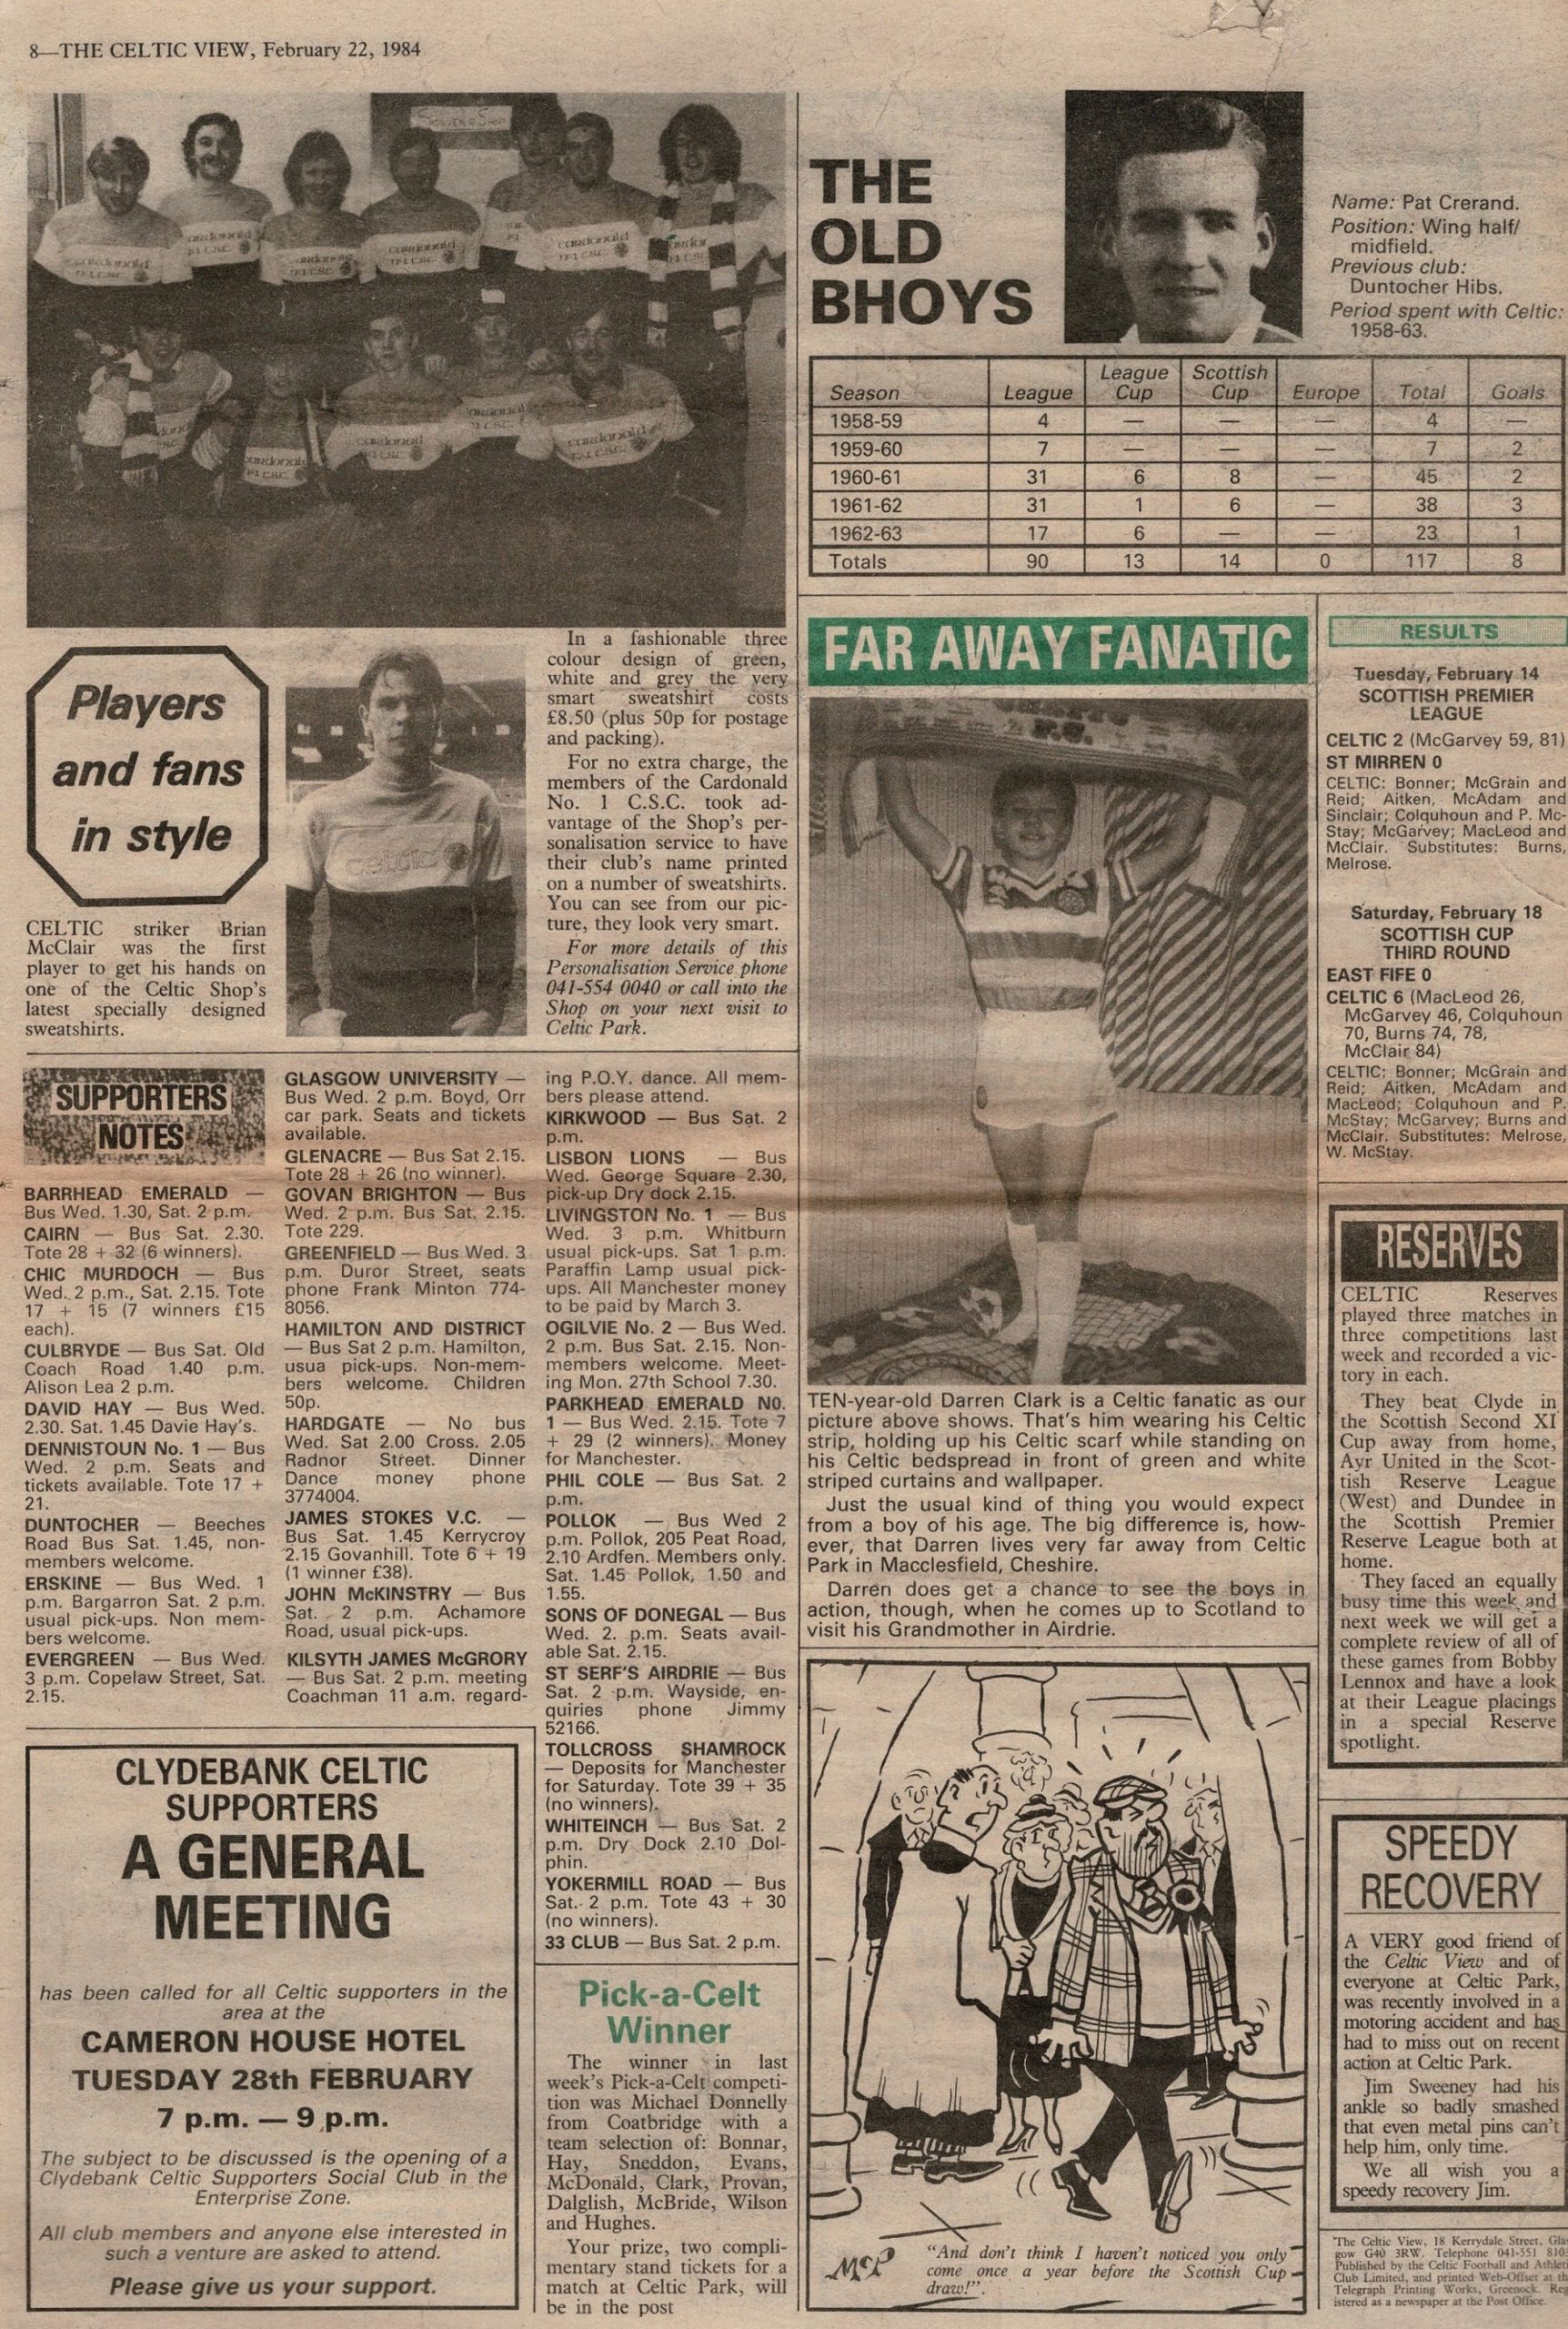 8—THE CELTIC VIEW, February 22, 1984
cardonald
No.1 C.S.C.
THE
OLD
BHOYS
Name: Pat Crerand.
Position: Wing half/
midfield.
Previous club:
Duntocher Hibs.
Period spent with Celtic:
1958-63.
Season League League Cup Scottish Cup Europe Total Goals
1958-59 4 — — — 4 —
1959-60 7 — — — 7 2
1960-61 31 6 8 — 45 2
1961-62 31 1 6 — 38 3
1962-63 17 6 — — 23 1
Totals 90 13 14 0 117 8
Players
and fans
in style
CELTIC striker Brian
McClair was the first
player to get his hands on
one of the Celtic Shop's
latest specially designed
sweatshirts.
celtic
In a fashionable three
colour design of green,
white and grey the very
smart sweatshirt costs
£8.50 (plus 50p for postage
and packing).
For no extra charge, the
members of the Cardonald
No. 1 C.S.C. took ad-
vantage of the Shop's per-
sonalisation service to have
their club's name printed
on a number of sweatshirts.
You can see from our pic-
ture, they look very smart.
For more details of this
Personalisation Service phone
041-554 0040 or call into the
Shop on your next visit to
Celtic Park.
SUPPORTERS
NOTES
BARRHEAD EMERALD —
Bus Wed. 1.30, Sat. 2 p.m.
CAIRN — Bus Sat. 2.30.
Tote 28 + 32 (6 winners).
CHIC MURDOCH — Bus
Wed. 2 p.m., Sat. 2.15. Tote
17 + 15 (7 winners £15
each).
CULBRYDE — Bus Sat. Old
Coach Road 1.40 p.m.
Alison Lea 2 p.m.
DAVID HAY — Bus Wed.
2.30. Sat. 1.45 Davie Hay's.
DENNISTOUN No. 1 — Bus
Wed. 2 p.m. Seats and
tickets available. Tote 17 +
21.
DUNTOCHER — Beeches
Road Bus Sat. 1.45, non-
members welcome.
ERSKINE — Bus Wed. 1
p.m. Bargarron Sat. 2 p.m.
usual pick-ups. Non mem-
bers welcome.
EVERGREEN — Bus Wed.
3 p.m. Copelaw Street, Sat.
2.15.
GLASGOW UNIVERSITY —
Bus Wed. 2 p.m. Boyd, Orr
car park. Seats and tickets
available.
GLENACRE — Bus Sat 2.15.
Tote 28 + 26 (no winner).
GOVAN BRIGHTON — Bus
Wed. 2 p.m. Bus Sat. 2.15.
Tote 229.
GREENFIELD — Bus Wed. 3
p.m. Duror Street, seats
phone Frank Minton 774-
8056.
HAMILTON AND DISTRICT
— Bus Sat 2 p.m. Hamilton,
usua pick-ups. Non-mem-
bers welcome. Children
50p.
HARDGATE — No bus
Wed. Sat 2.00 Cross. 2.05
Radnor Street. Dinner
Dance money phone
3774004.
JAMES STOKES V.C. —
Bus Sat. 1.45 Kerrycroy
2.15 Govanhill. Tote 6 + 19
(1 winner £38).
JOHN McKINSTRY — Bus
Sat. 2 p.m. Achamore
Road, usual pick-ups.
KILSYTH JAMES McGRORY
— Bus Sat. 2 p.m. meeting
Coachman 11 a.m. regard-
ing P.O.Y. dance. All mem-
bers please attend.
KIRKWOOD — Bus Sat. 2
p.m.
LISBON LIONS — Bus
Wed. George Square 2.30,
pick-up Dry dock 2.15.
LIVINGSTON No. 1 — Bus
Wed. 3 p.m. Whitburn
usual pick-ups. Sat 1 p.m.
Paraffin Lamp usual pick-
ups. All Manchester money
to be paid by March 3.
OGILVIE No. 2 — Bus Wed.
2 p.m. Bus Sat. 2.15. Non-
members welcome. Meet-
ing Mon. 27th School 7.30.
PARKHEAD EMERALD NO.
1 — Bus Wed. 2.15. Tote 7
+ 29 (2 winners). Money
for Manchester.
PHIL COLE — Bus Sat. 2
p.m.
POLLOK — Bus Wed 2
p.m. Pollok, 205 Peat Road,
2.10 Ardfen. Members only.
Sat. 1.45 Pollok, 1.50 and
1.55.
SONS OF DONEGAL — Bus
Wed. 2. p.m. Seats avail-
able Sat. 2.15.
ST SERF'S AIRDRIE — Bus
Sat. 2 p.m. Wayside, en-
quiries phone Jimmy
52166.
TOLLCROSS SHAMROCK
— Deposits for Manchester
for Saturday. Tote 39 + 35
(no winners).
WHITEINCH — Bus Sat. 2
p.m. Dry Dock 2.10 Dol-
phin.
YOKERMILL ROAD — Bus
Sat. 2 p.m. Tote 43 + 30
(no winners).
33 CLUB — Bus Sat. 2 p.m.
CLYDEBANK CELTIC
SUPPORTERS
A GENERAL
MEETING
has been called for all Celtic supporters in the
area at the
CAMERON HOUSE HOTEL
TUESDAY 28th FEBRUARY
7 p.m. — 9 p.m.
The subject to be discussed is the opening of a
Clydebank Celtic Supporters Social Club in the
Enterprise Zone.
All club members and anyone else interested in
such a venture are asked to attend.
Please give us your support.
Pick-a-Celt
Winner
The winner in last
week's Pick-a-Celt competi-
tion was Michael Donnelly
from Coatbridge with a
team selection of: Bonnar,
Hay, Sneddon, Evans,
McDonald, Clark, Provan,
Dalglish, McBride, Wilson
and Hughes.
Your prize, two compli-
mentary stand tickets for a
match at Celtic Park, will
be in the post
FAR AWAY FANATIC
TEN-year-old Darren Clark is a Celtic fanatic as our
picture above shows. That's him wearing his Celtic
strip, holding up his Celtic scarf while standing on
his Celtic bedspread in front of green and white
striped curtains and wallpaper.
Just the usual kind of thing you would expect
from a boy of his age. The big difference is, how-
ever, that Darren lives very far away from Celtic
Park in Macclesfield, Cheshire.
Darren does get a chance to see the boys in
action, though, when he comes up to Scotland to
visit his Grandmother in Airdrie.
McP
"And don't think I haven't noticed you only
come once a year before the Scottish Cup
draw!".
RESULTS
Tuesday, February 14
SCOTTISH PREMIER
LEAGUE
CELTIC 2 (McGarvey 59, 81)
ST MIRREN 0
CELTIC: Bonner; McGrain and
Reid; Aitken, McAdam and
Sinclair; Colquhoun and P. Mc-
Stay; McGarvey; MacLeod and
McClair. Substitutes: Burns,
Melrose.
Saturday, February 18
SCOTTISH CUP
THIRD ROUND
EAST FIFE 0
CELTIC 6 (MacLeod 26,
McGarvey 46, Colquhoun
70, Burns 74, 78,
McClair 84)
CELTIC: Bonner; McGrain and
Reid; Aitken, McAdam and
MacLeod; Colquhoun and P.
McStay; McGarvey; Burns and
McClair. Substitutes: Melrose,
W. McStay.
RESERVES
CELTIC Reserves
played three matches in
three competitions last
week and recorded a vic-
tory in each.
They beat Clyde in
the Scottish Second XI
Cup away from home,
Ayr United in the Scot-
tish Reserve League
(West) and Dundee in
the Scottish Premier
Reserve League both at
home.
They faced an equally
busy time this week and
next week we will get a
complete review of all of
these games from Bobby
Lennox and have a look
at their League placings
in a special Reserve
spotlight.
SPEEDY
RECOVERY
A VERY good friend of
the Celtic View and of
everyone at Celtic Park,
was recently involved in a
motoring accident and has
had to miss out on recent
action at Celtic Park.
Jim Sweeney had his
ankle so badly smashed
that even metal pins can't
help him, only time.
We all wish you a
speedy recovery Jim.
The Celtic View, 18 Kerrydale Street, Glas-
gow G40 3RW. Telephone 041-551 810
Published by the Celtic Football and Athlet
Club Limited, and printed Web-Offset at th
Telegraph Printing Works, Greenock. Reg
istered as a newspaper at the Post Office.